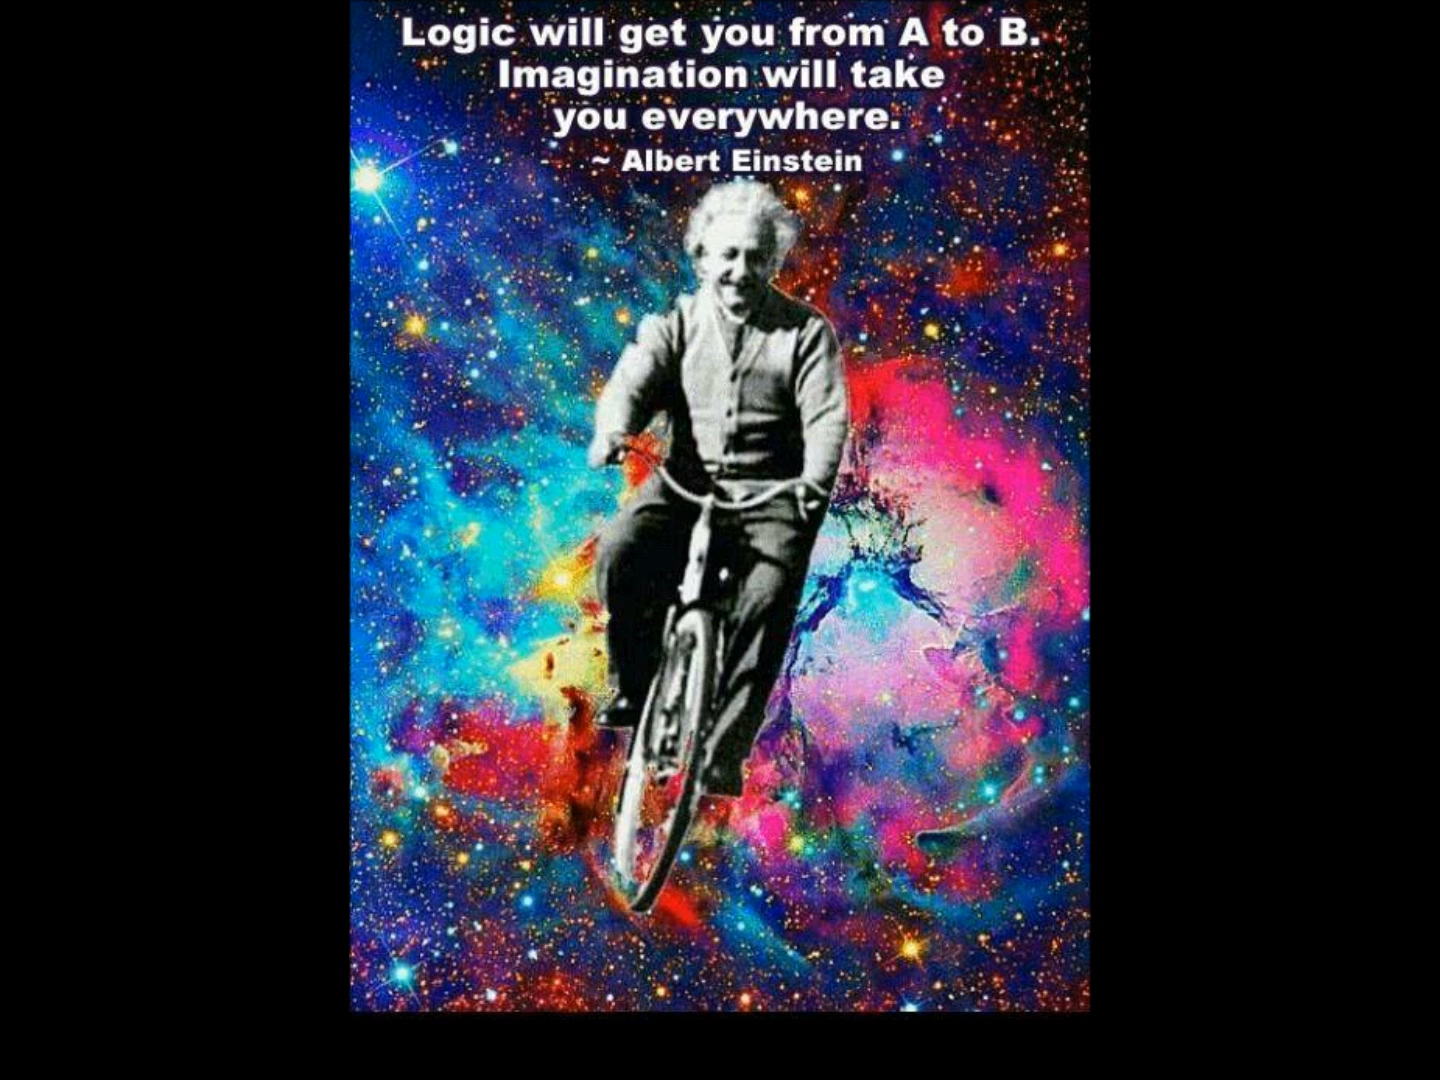 Logic will get you from A to B.
Imagination will take
you everywhere.
~ Albert Einstein